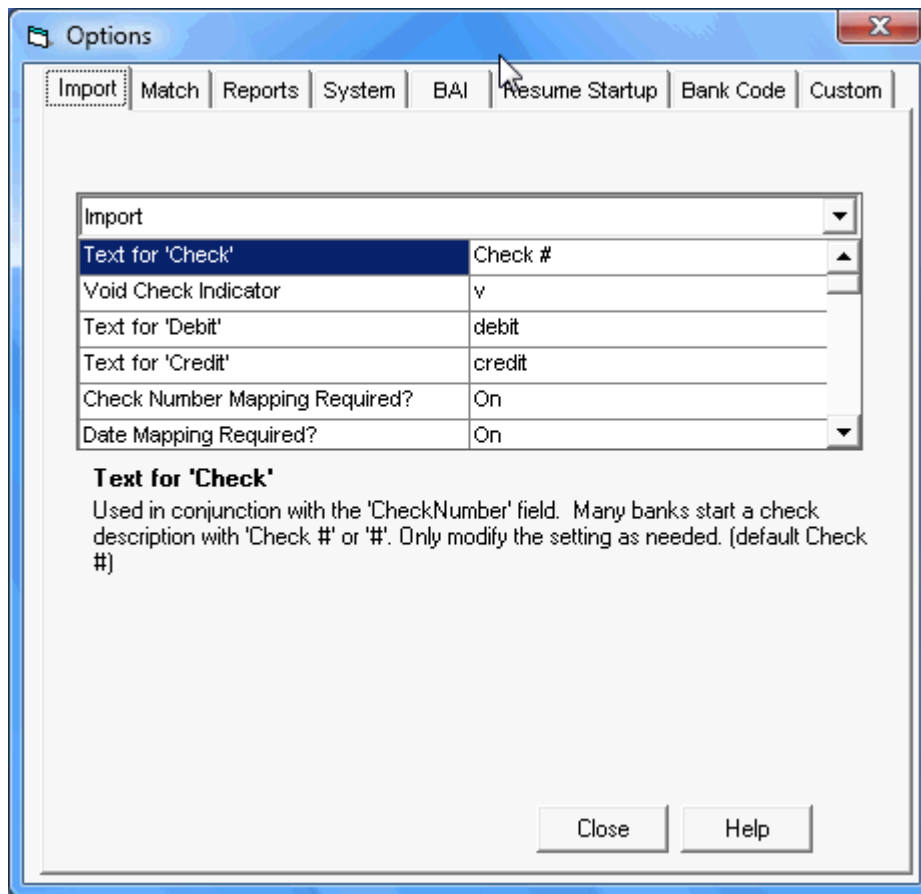 Options
Import Match Reports System BAI Resume Startup Bank Code Custom
Import
Text for 'Check' Check #
Void Check Indicator v
Text for 'Debit' debit
Text for 'Credit' credit
Check Number Mapping Required? On
Date Mapping Required? On
Text for 'Check'
Used in conjunction with the 'CheckNumber' field.  Many banks start a check
description with 'Check #' or '#'. Only modify the setting as needed. (default Check
#)
Close Help